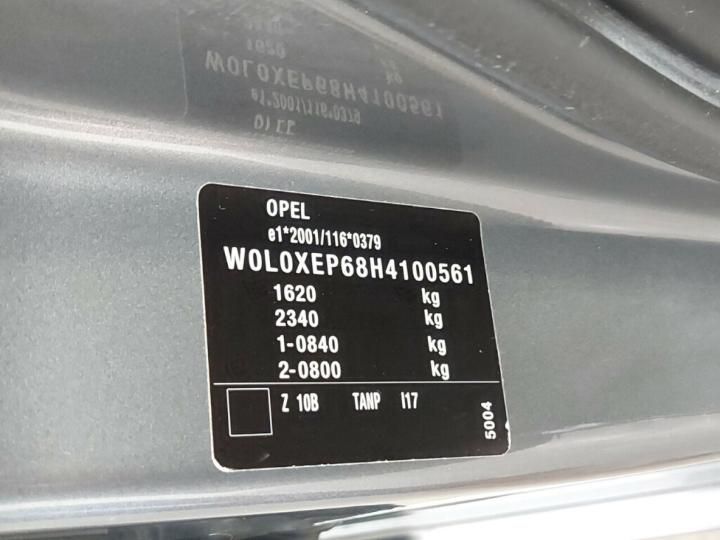 OPEL
e1*2001/116*0379
W0L0XEP68H4100561
1620 kg
2340 kg
1-0840 kg
2-0800 kg
Z 10B TANP I17
5004